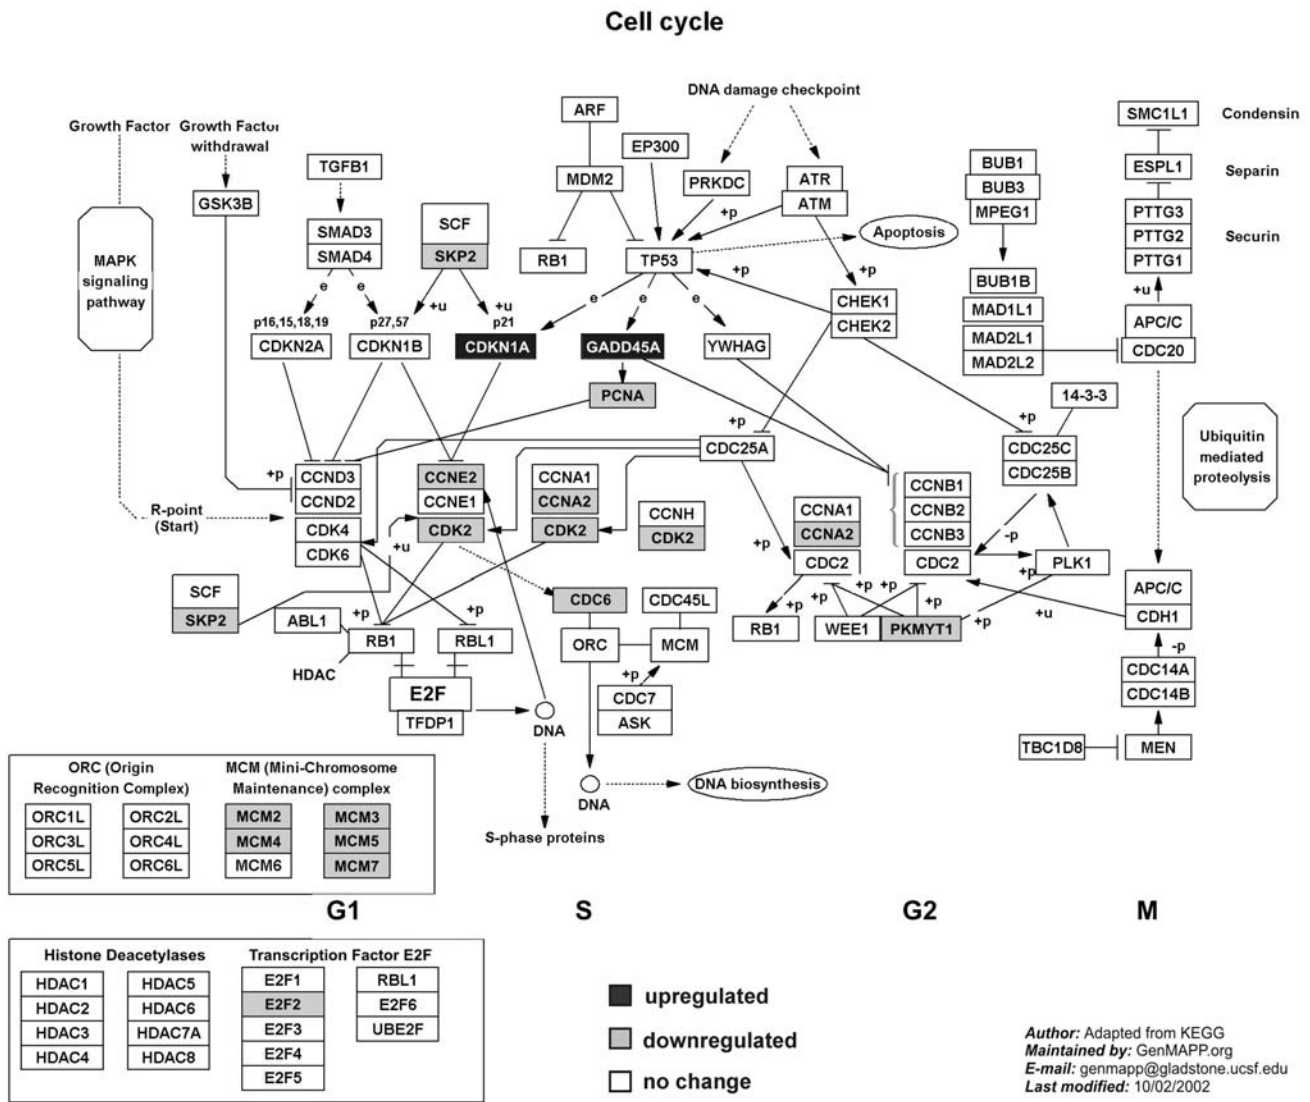 Cell cycle
DNA damage checkpoint
Growth Factor
Growth Factor
withdrawal
ARF
EP300
SMC1L1
Condensin
TGFB1
MDM2
PRKDC
ATR
ATM
+p
BUB1
BUB3
MPEG1
ESPL1
Separin
GSK3B
SCF
SKP2
SMAD3
SMAD4
RB1
TP53
Apoptosis
PTTG3
PTTG2
PTTG1
Securin
MAPK
signaling
pathway
e
e
+u
+u
e
e
e
+p
+p
CHEK1
CHEK2
BUB1B
MAD1L1
MAD2L1
MAD2L2
+u
APC/C
CDC20
p16,15,18,19
p27,57
p21
CDKN2A
CDKN1B
CDKN1A
GADD45A
YWHAG
PCNA
14-3-3
+p
CDC25A
+p
CDC25C
CDC25B
Ubiquitin
mediated
proteolysis
+p
CCND3
CCND2
CDK4
CDK6
CCNE2
CCNE1
CDK2
CCNA1
CCNA2
CDK2
CCNH
CDK2
R-point
(Start)
CCNB1
CCNB2
CCNB3
CDC2
CCNA1
CCNA2
CDC2
+p
-p
+p
PLK1
+u
SCF
SKP2
ABL1
+p
+p
RB1
RBL1
HDAC
CDC6
CDC45L
ORC
MCM
+p
CDC7
ASK
+p
+p
+p
+p
RB1
WEE1
PKMYT1
+p
+u
APC/C
CDH1
-p
CDC14A
CDC14B
E2F
TFDP1
DNA
TBC1D8
MEN
DNA
DNA biosynthesis
S-phase proteins
ORC (Origin
Recognition Complex)
MCM (Mini-Chromosome
Maintenance) complex
ORC1L
ORC2L
MCM2
MCM3
ORC3L
ORC4L
MCM4
MCM5
ORC5L
ORC6L
MCM6
MCM7
G1
S
G2
M
Histone Deacetylases
Transcription Factor E2F
HDAC1
HDAC5
E2F1
RBL1
HDAC2
HDAC6
E2F2
E2F6
HDAC3
HDAC7A
E2F3
UBE2F
HDAC4
HDAC8
E2F4
E2F5
upregulated
downregulated
no change
Author: Adapted from KEGG
Maintained by: GenMAPP.org
E-mail: genmapp@gladstone.ucsf.edu
Last modified: 10/02/2002